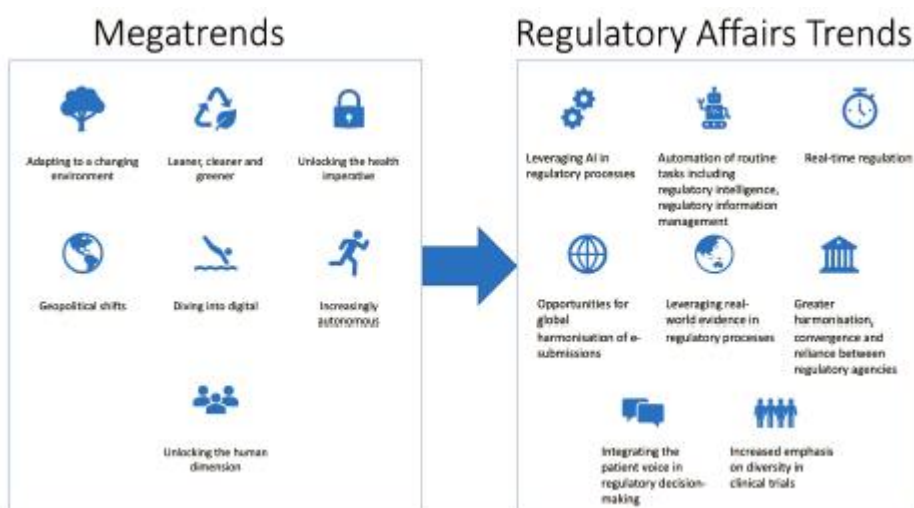 Megatrends
Adapting to a changing
environment
Leaner, cleaner and
greener
Unlocking the health
imperative
Geopolitical shifts
Diving into digital
Increasingly
autonomous
Unlocking the human
dimension
Regulatory Affairs Trends
Leveraging AI in
regulatory processes
Automation of routine
tasks including
regulatory intelligence,
regulatory information
management
Real-time regulation
Opportunities for
global
harmonisation of e-
submissions
Leveraging real-
world evidence in
regulatory processes
Greater
harmonisation,
convergence and
reliance between
regulatory agencies
Integrating the
patient voice in
regulatory decision-
making
Increased emphasis
on diversity in
clinical trials